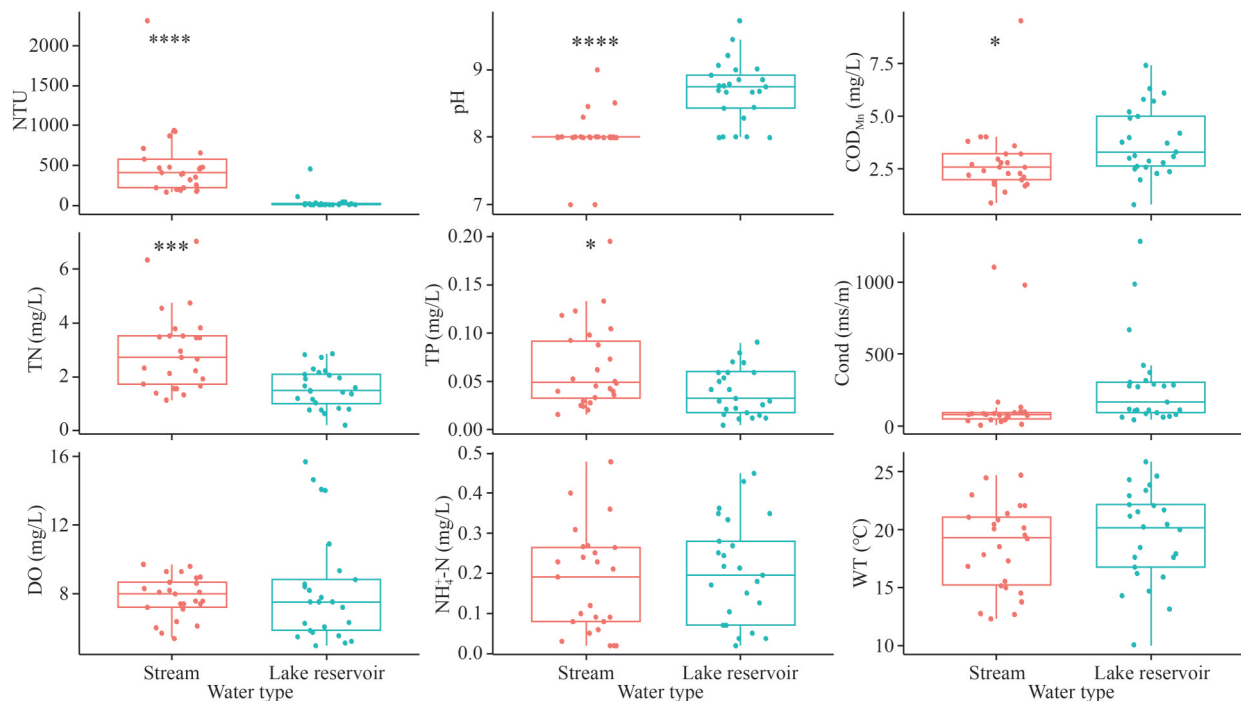 NTU
2000
1500
1000
500
0
****
pH
9
8
7
****
COD_Mn (mg/L)
7.5
5.0
2.5
*
TN (mg/L)
6
4
2
0
***
TP (mg/L)
0.20
0.15
0.10
0.05
0.00
*
Cond (ms/m)
1000
500
0
DO (mg/L)
16
12
8
Stream
Lake reservoir
Water type
NH₄⁺-N (mg/L)
0.5
0.4
0.3
0.2
0.1
0.0
Stream
Lake reservoir
Water type
WT (°C)
25
20
15
10
Stream
Lake reservoir
Water type